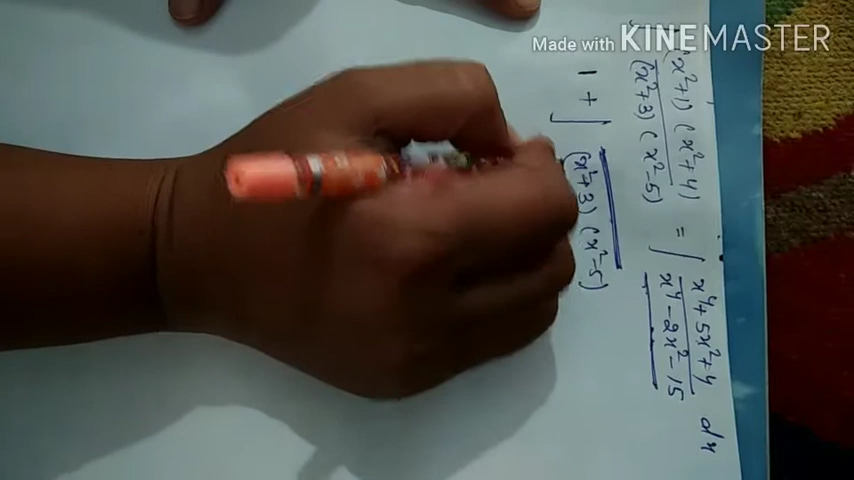 Made with KINEMASTER
∫ (x²+1) (x²+4) / (x²+3) (x²-5) = ∫ x⁴+5x²+4 / x⁴-2x²-15 dx
1 + ∫ / (x²+3) (x²-5)